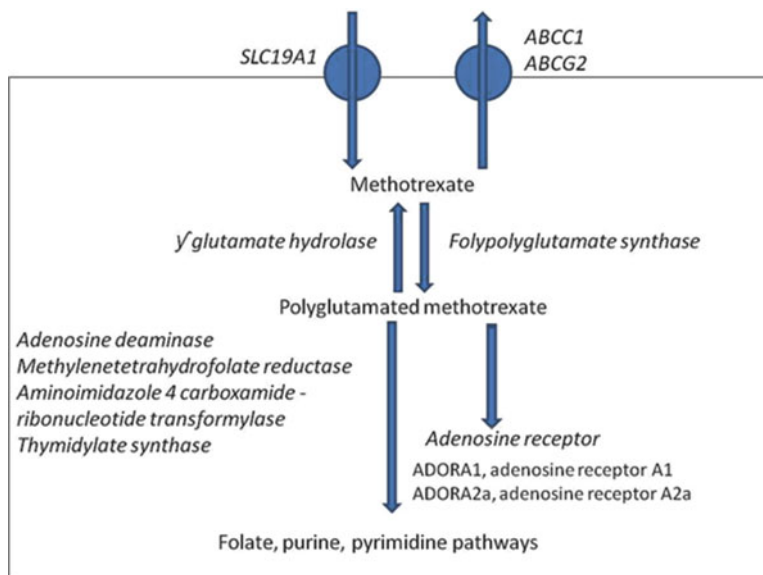 SLC19A1
ABCC1
ABCG2
Methotrexate
γ glutamate hydrolase
Folypolyglutamate synthase
Polyglutamated methotrexate
Adenosine deaminase
Methylenetetrahydrofolate reductase
Aminoimidazole 4 carboxamide -
ribonucleotide transformylase
Thymidylate synthase
Adenosine receptor
ADORA1, adenosine receptor A1
ADORA2a, adenosine receptor A2a
Folate, purine, pyrimidine pathways